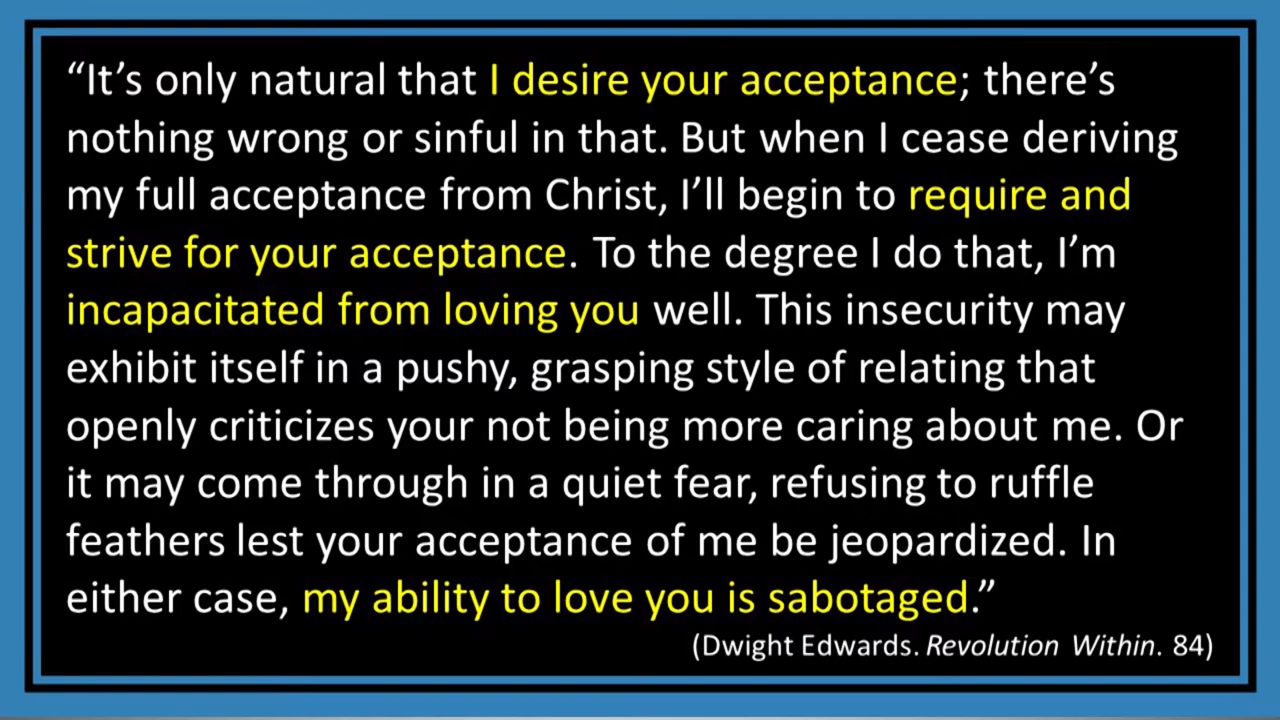 “It’s only natural that I desire your acceptance; there’s
nothing wrong or sinful in that. But when I cease deriving
my full acceptance from Christ, I’ll begin to require and
strive for your acceptance. To the degree I do that, I’m
incapacitated from loving you well. This insecurity may
exhibit itself in a pushy, grasping style of relating that
openly criticizes your not being more caring about me. Or
it may come through in a quiet fear, refusing to ruffle
feathers lest your acceptance of me be jeopardized. In
either case, my ability to love you is sabotaged.”
(Dwight Edwards. Revolution Within. 84)